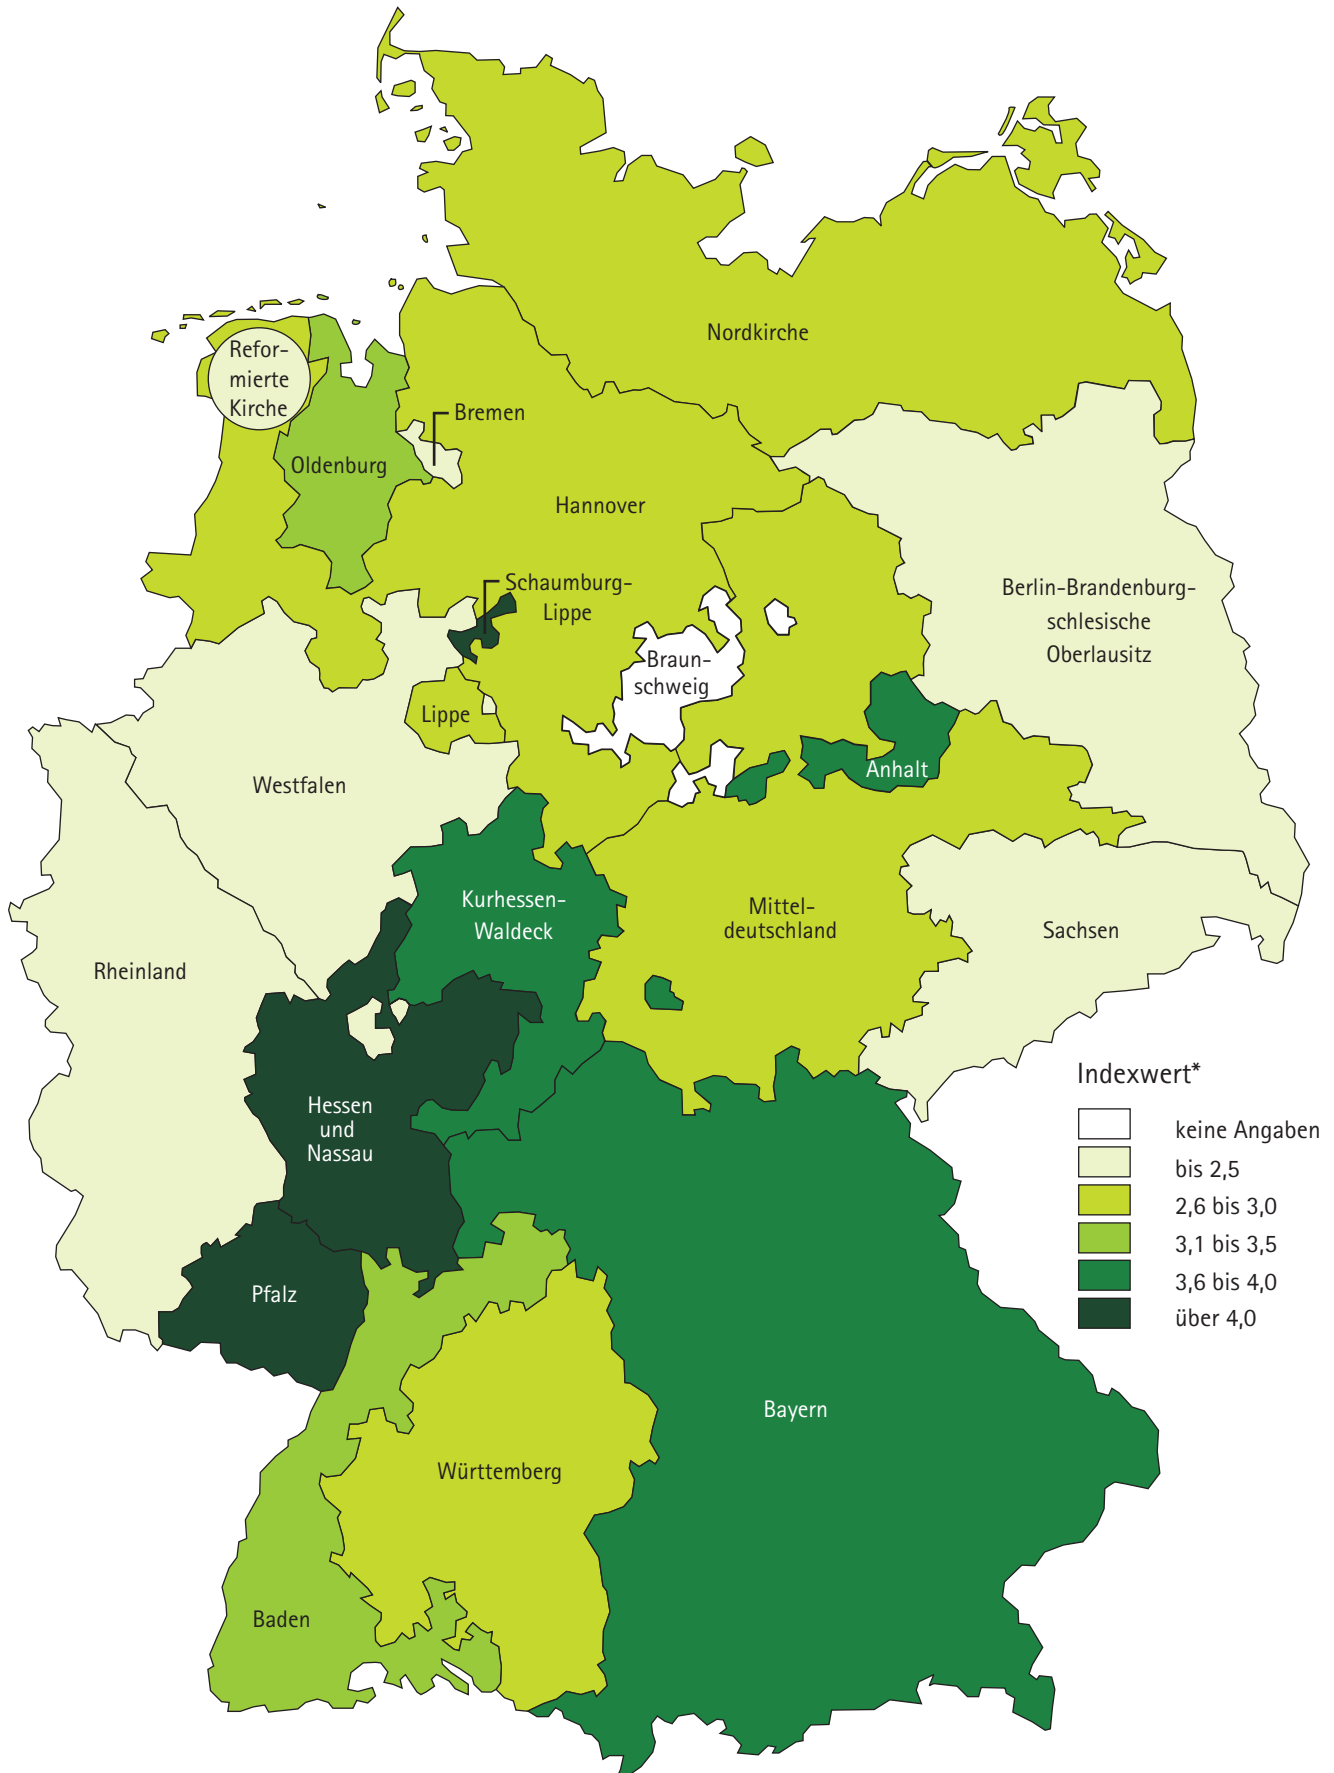 Nordkirche
Refor-
mierte
Kirche
Bremen
Oldenburg
Hannover
Schaumburg-
Lippe
Berlin-Brandenburg-
schlesische
Oberlausitz
Braun-
schweig
Lippe
Anhalt
Westfalen
Kurhessen-
Waldeck
Mittel-
deutschland
Sachsen
Rheinland
Hessen
und
Nassau
Pfalz
Bayern
Württemberg
Baden
Indexwert*
keine Angaben
bis 2,5
2,6 bis 3,0
3,1 bis 3,5
3,6 bis 4,0
über 4,0